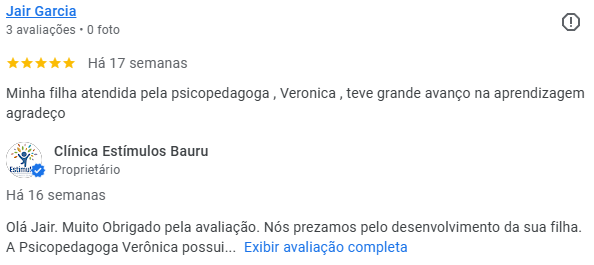 Jair Garcia
3 avaliações • 0 foto
Há 17 semanas
Minha filha atendida pela psicopedagoga , Veronica , teve grande avanço na aprendizagem
agradeço
Estímulos
Clínica Estímulos Bauru
Proprietário
Há 16 semanas
Olá Jair. Muito Obrigado pela avaliação. Nós prezamos pelo desenvolvimento da sua filha.
A Psicopedagoga Verônica possui... Exibir avaliação completa